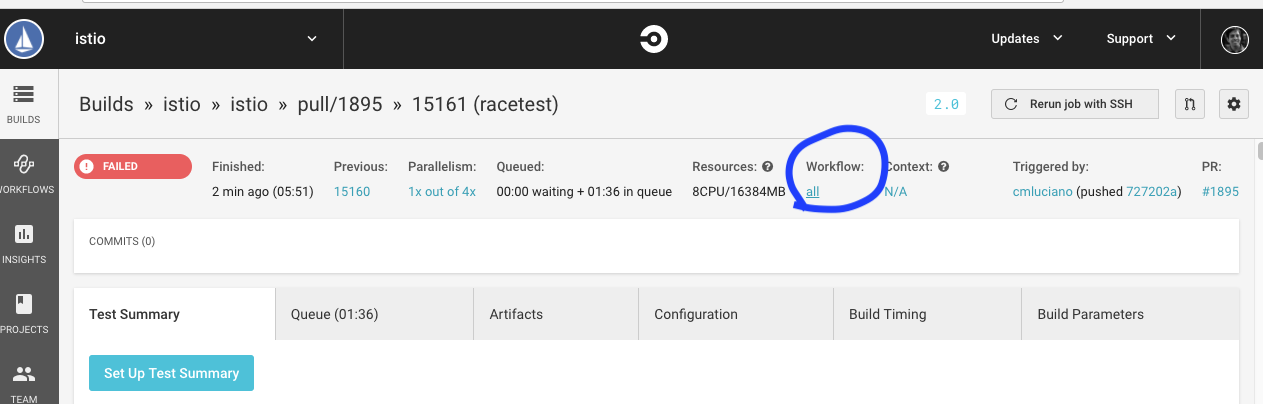 istio
Updates
Support
BUILDS
Builds » istio » istio » pull/1895 » 15161 (racetest)
2.0
Rerun job with SSH
WORKFLOWS
FAILED
Finished:
2 min ago (05:51)
Previous:
15160
Parallelism:
1x out of 4x
Queued:
00:00 waiting + 01:36 in queue
Resources:
8CPU/16384MB
Workflow:
all
Context:
N/A
Triggered by:
cmluciano (pushed 727202a)
PR:
#1895
COMMITS (0)
INSIGHTS
Test Summary
Queue (01:36)
Artifacts
Configuration
Build Timing
Build Parameters
PROJECTS
Set Up Test Summary
TEAM